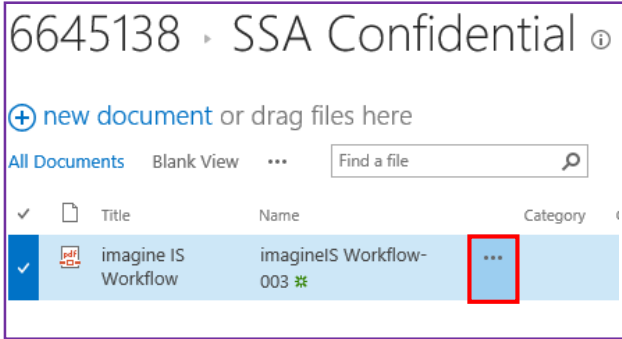 6645138 ▸ SSA Confidential
new document or drag files here
All Documents Blank View ••• Find a file
Title Name Category
pdf imagine IS imagineIS Workflow- •••
Workflow 003